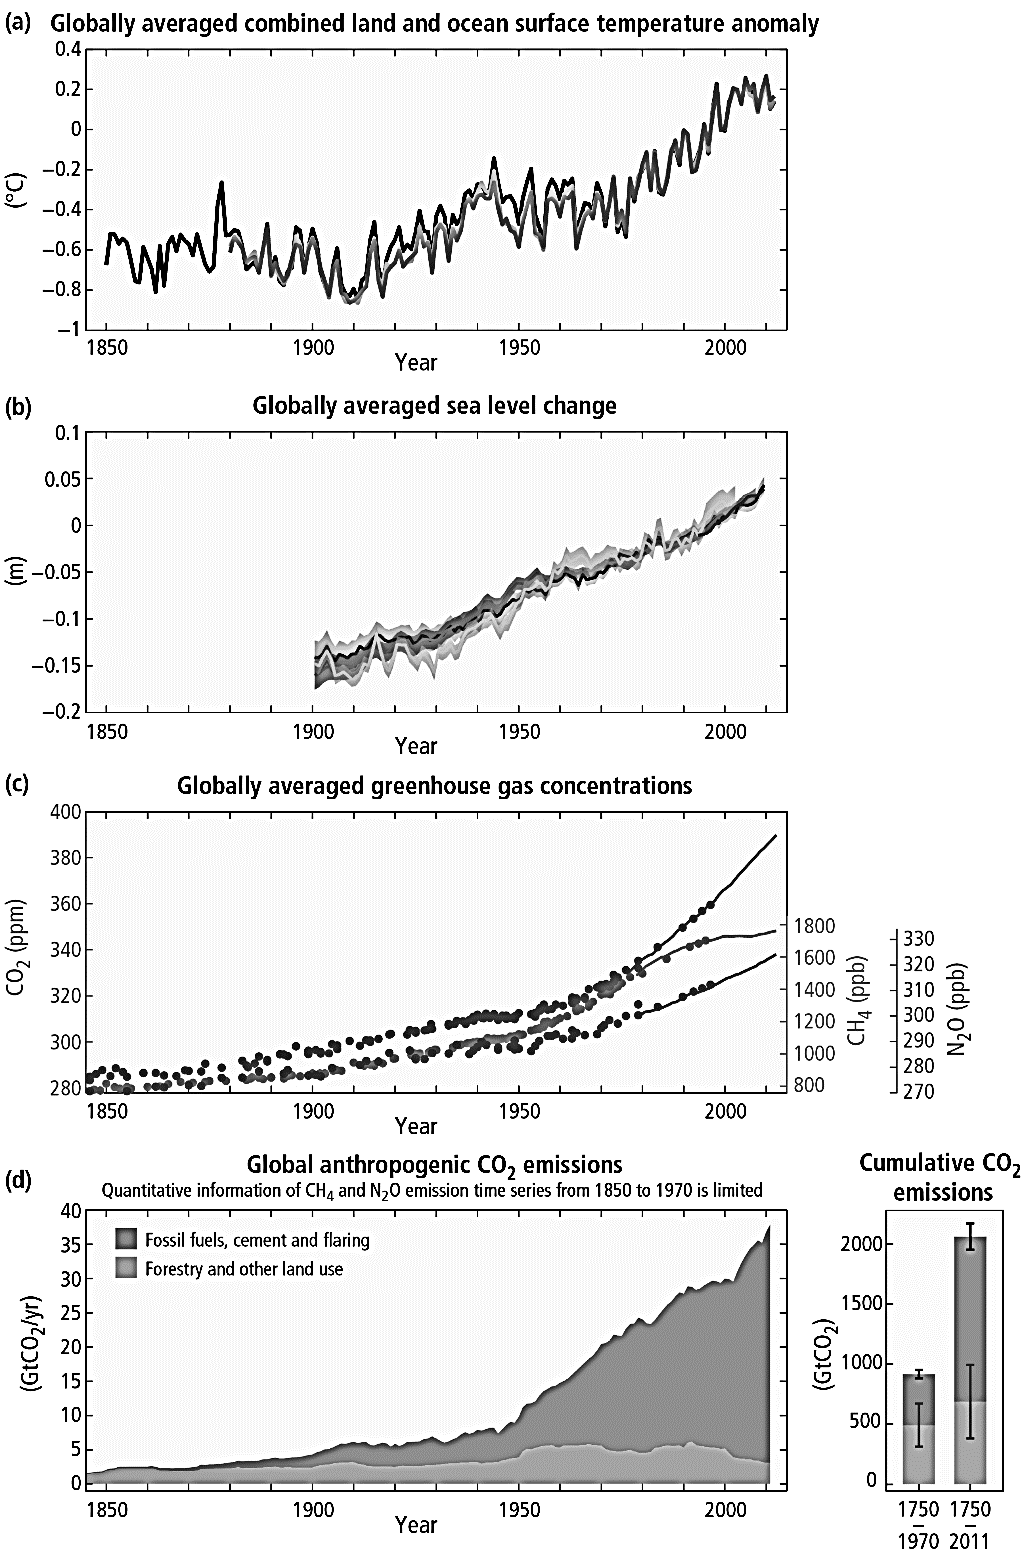 (a) Globally averaged combined land and ocean surface temperature anomaly
0.4
0.2
0
−0.2
−0.4
−0.6
−0.8
−1
(°C)
1850 1900 1950 2000
Year
(b) Globally averaged sea level change
0.1
0.05
0
−0.05
−0.1
−0.15
−0.2
(m)
1850 1900 1950 2000
Year
(c) Globally averaged greenhouse gas concentrations
400
380
360
340
320
300
280
CO2 (ppm)
1800
1600
1400
1200
1000
800
CH4 (ppb)
330
320
310
300
290
280
270
N2O (ppb)
1850 1900 1950 2000
Year
(d) Global anthropogenic CO2 emissions
Quantitative information of CH4 and N2O emission time series from 1850 to 1970 is limited
40
35
30
25
20
15
10
5
0
(GtCO2/yr)
Fossil fuels, cement and flaring
Forestry and other land use
1850 1900 1950 2000
Year
Cumulative CO2
emissions
2000
1500
1000
500
0
(GtCO2)
1750 1750
– –
1970 2011